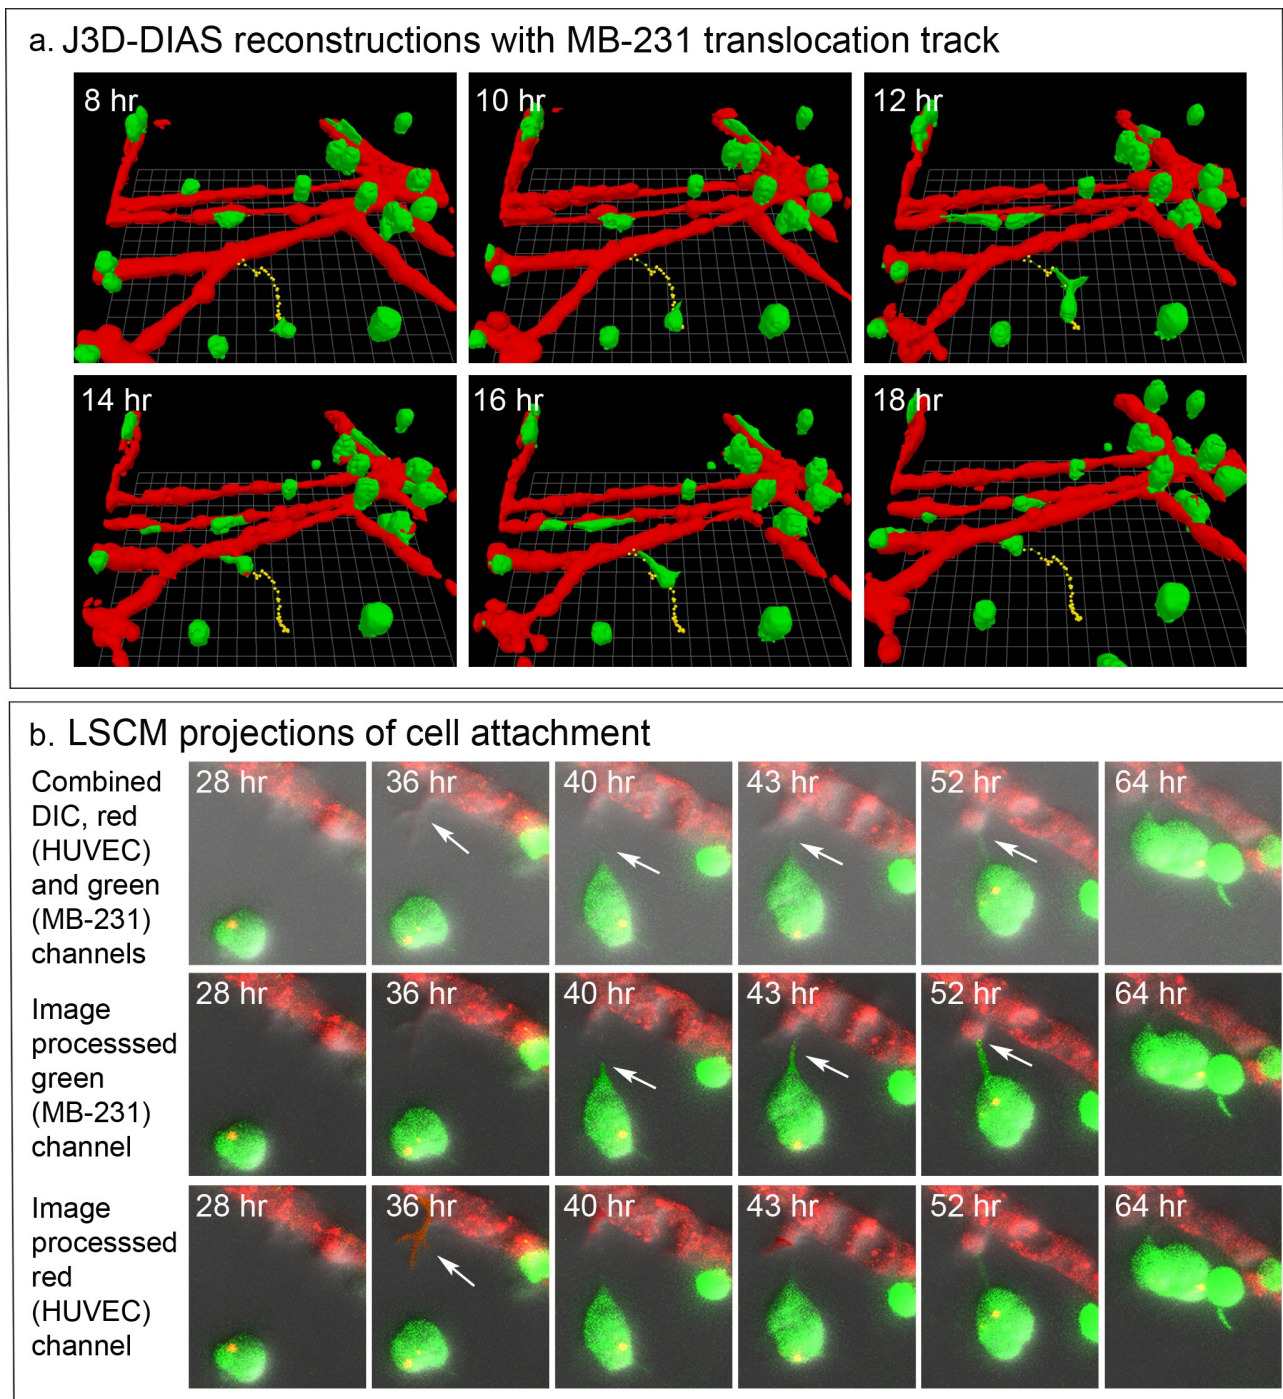 a. J3D-DIAS reconstructions with MB-231 translocation track
8 hr
10 hr
12 hr
14 hr
16 hr
18 hr
b. LSCM projections of cell attachment
Combined
DIC, red
(HUVEC)
and green
(MB-231)
channels
28 hr
36 hr
40 hr
43 hr
52 hr
64 hr
Image
processsed
green
(MB-231)
channel
28 hr
36 hr
40 hr
43 hr
52 hr
64 hr
Image
processsed
red
(HUVEC)
channel
28 hr
36 hr
40 hr
43 hr
52 hr
64 hr